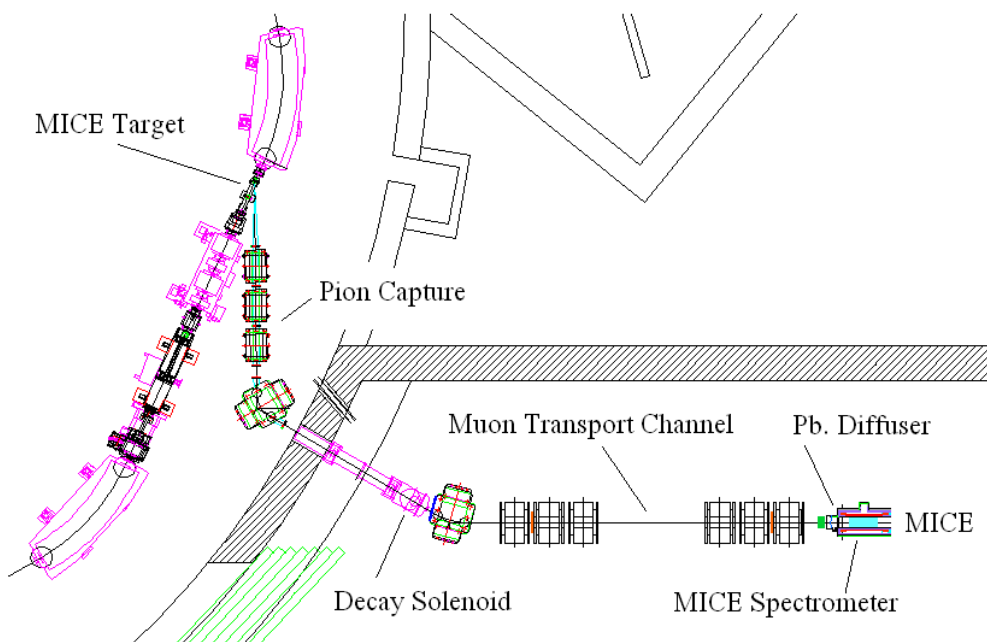 MICE Target
Pion Capture
Muon Transport Channel
Pb. Diffuser
MICE
Decay Solenoid
MICE Spectrometer